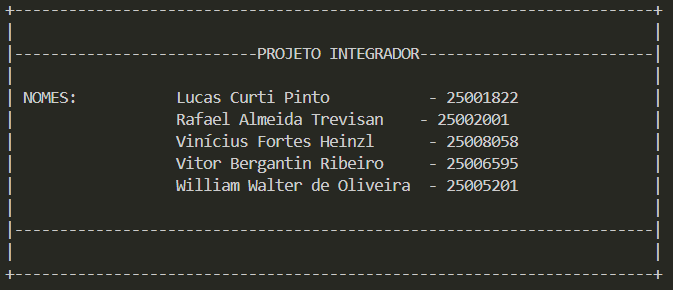 +-----------------------------------------------------------------------+
|                                                                       |
|---------------------------PROJETO INTEGRADOR--------------------------|
|                                                                       |
| NOMES:           Lucas Curti Pinto           - 25001822               |
|                  Rafael Almeida Trevisan    - 25002001                |
|                  Vinícius Fortes Heinzl      - 25008058               |
|                  Vitor Bergantin Ribeiro     - 25006595               |
|                  William Walter de Oliveira  - 25005201               |
|                                                                       |
|-----------------------------------------------------------------------|
|                                                                       |
+-----------------------------------------------------------------------+